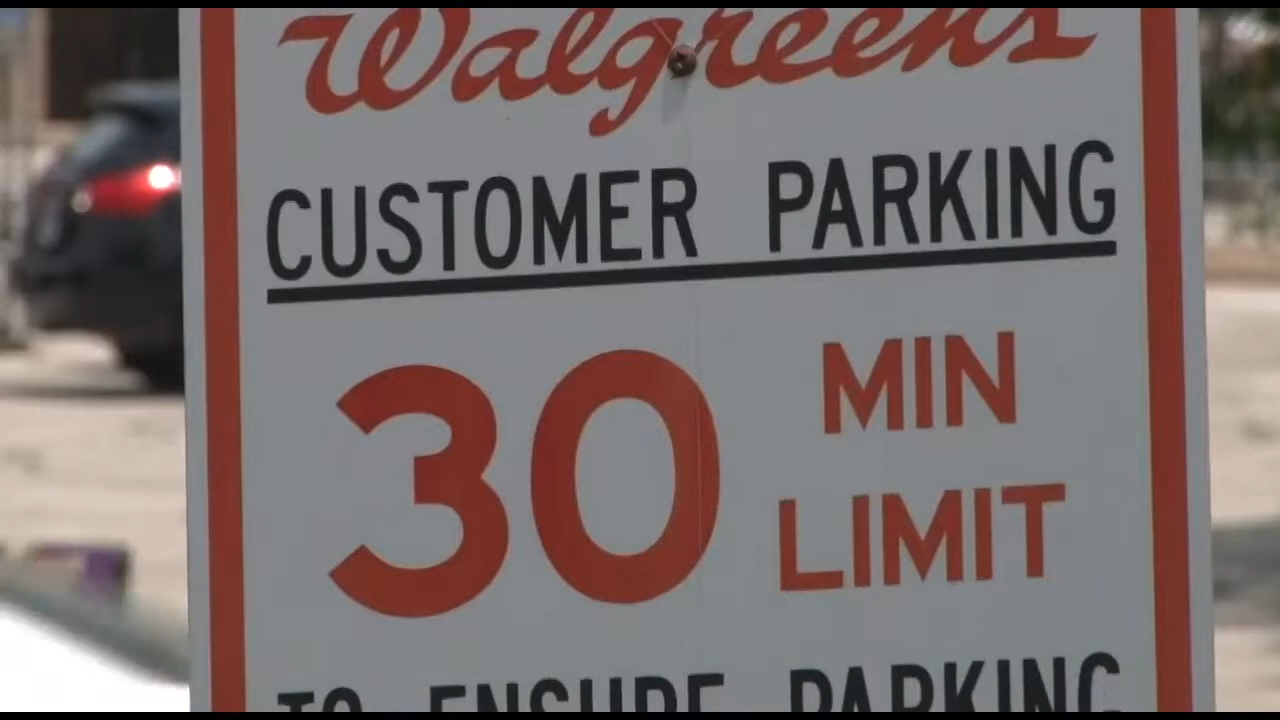 Walgreens
CUSTOMER PARKING
30 MIN
LIMIT
TO ENSURE PARKING